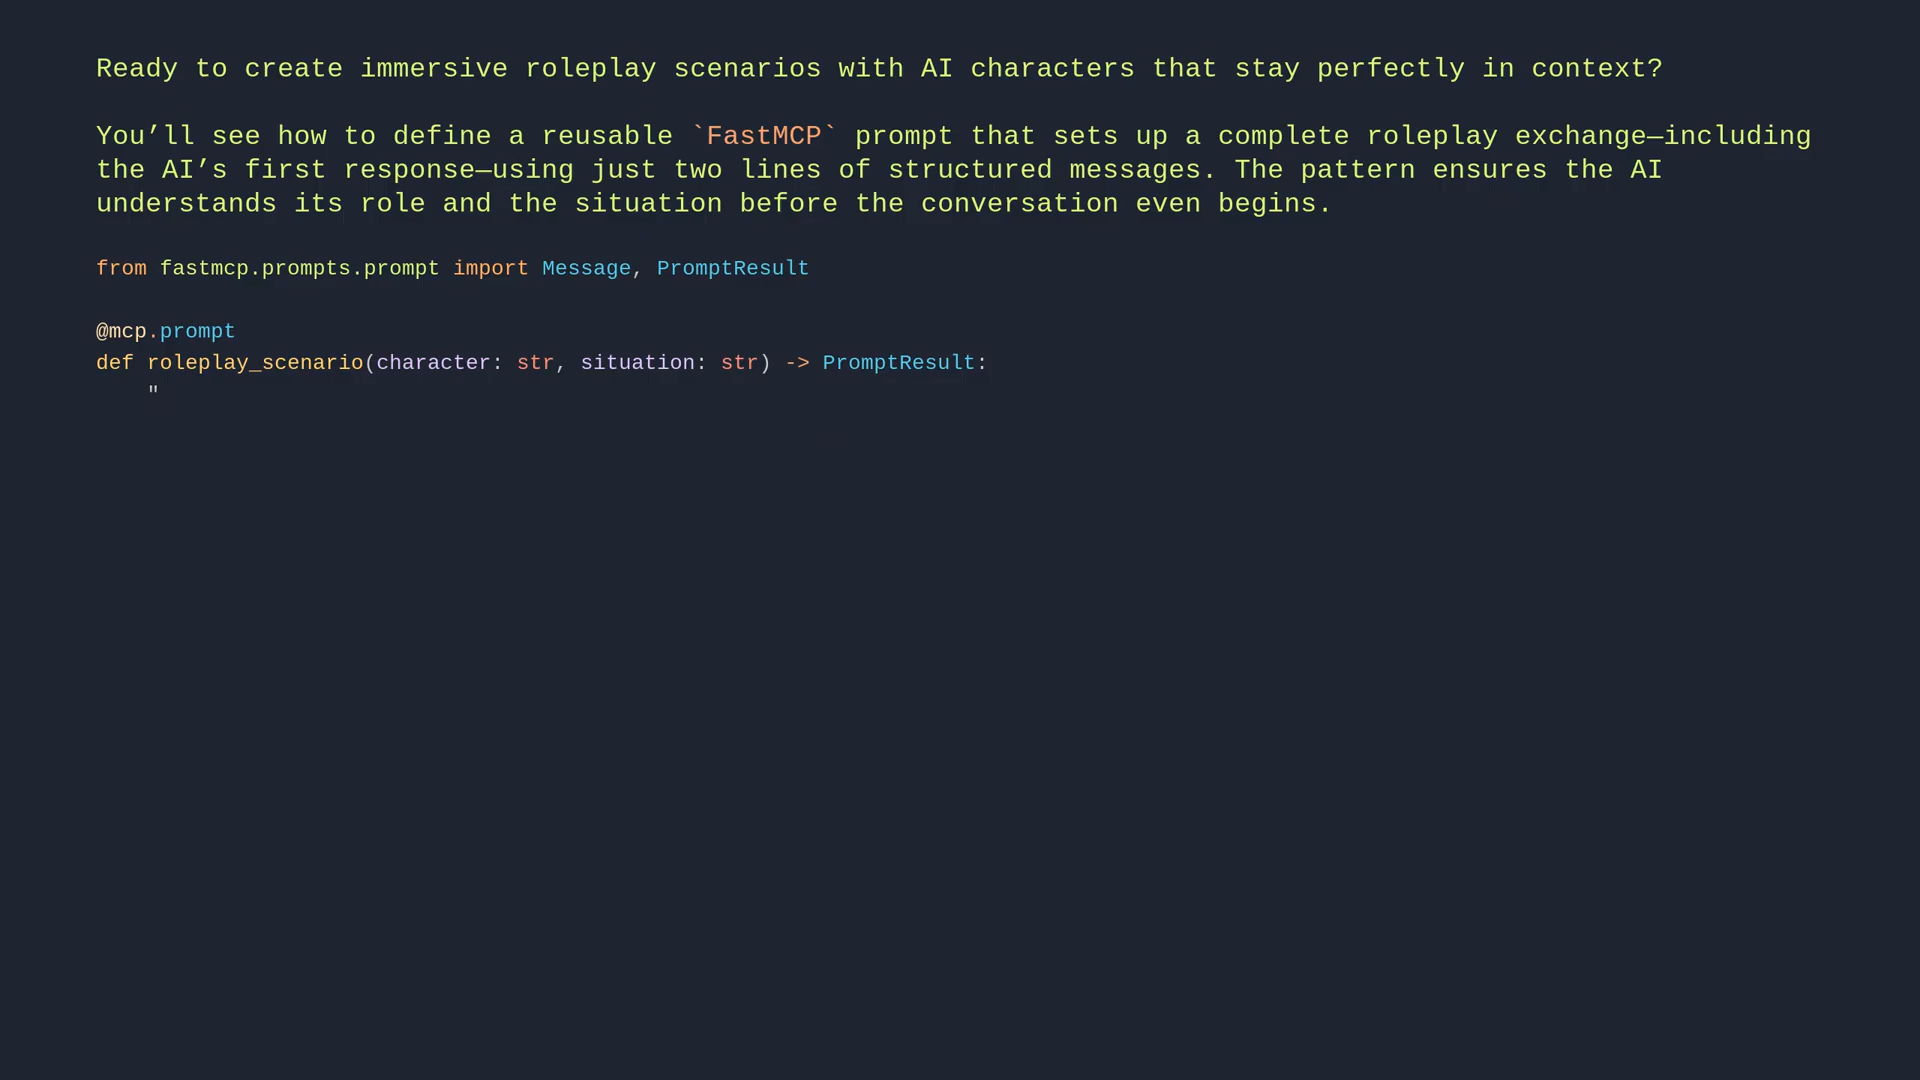 Ready to create immersive roleplay scenarios with AI characters that stay perfectly in context?
You’ll see how to define a reusable `FastMCP` prompt that sets up a complete roleplay exchange—including
the AI’s first response—using just two lines of structured messages. The pattern ensures the AI
understands its role and the situation before the conversation even begins.
from fastmcp.prompts.prompt import Message, PromptResult
@mcp.prompt
def roleplay_scenario(character: str, situation: str) -> PromptResult:
    "